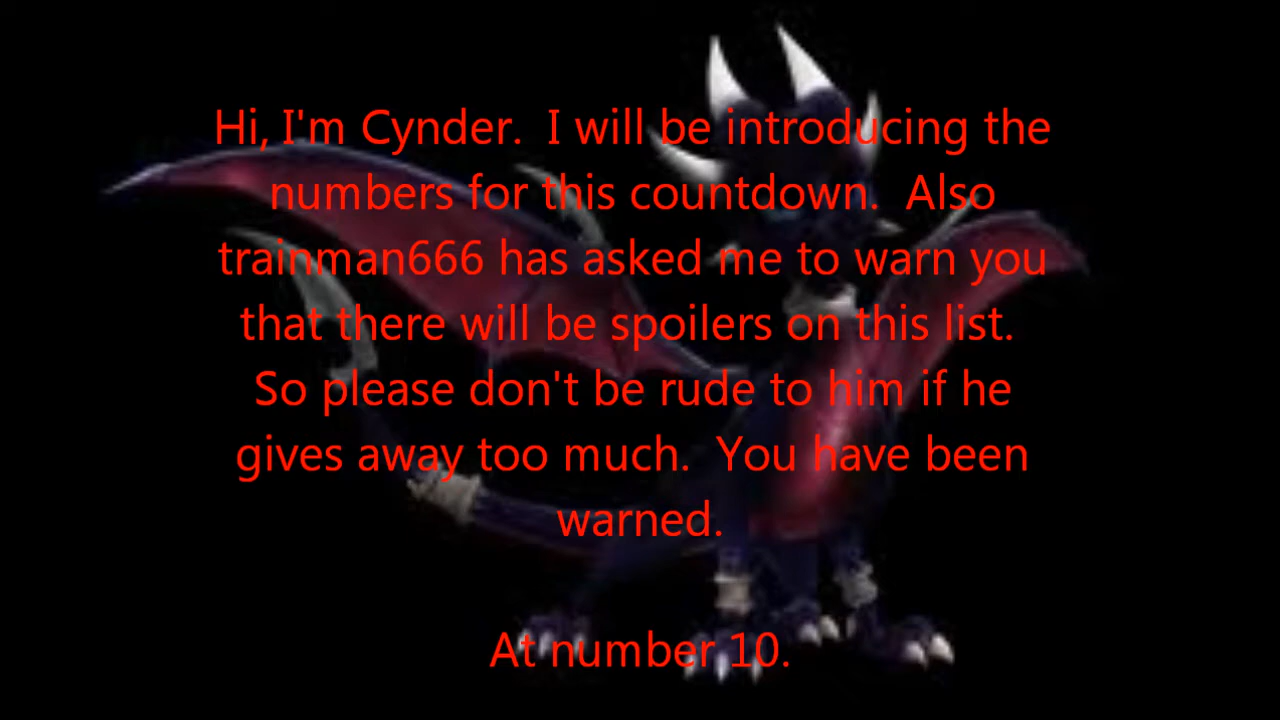 Hi, I'm Cynder.  I will be introducing the
numbers for this countdown.  Also
trainman666 has asked me to warn you
that there will be spoilers on this list.
So please don't be rude to him if he
gives away too much.  You have been
warned.
At number 10.